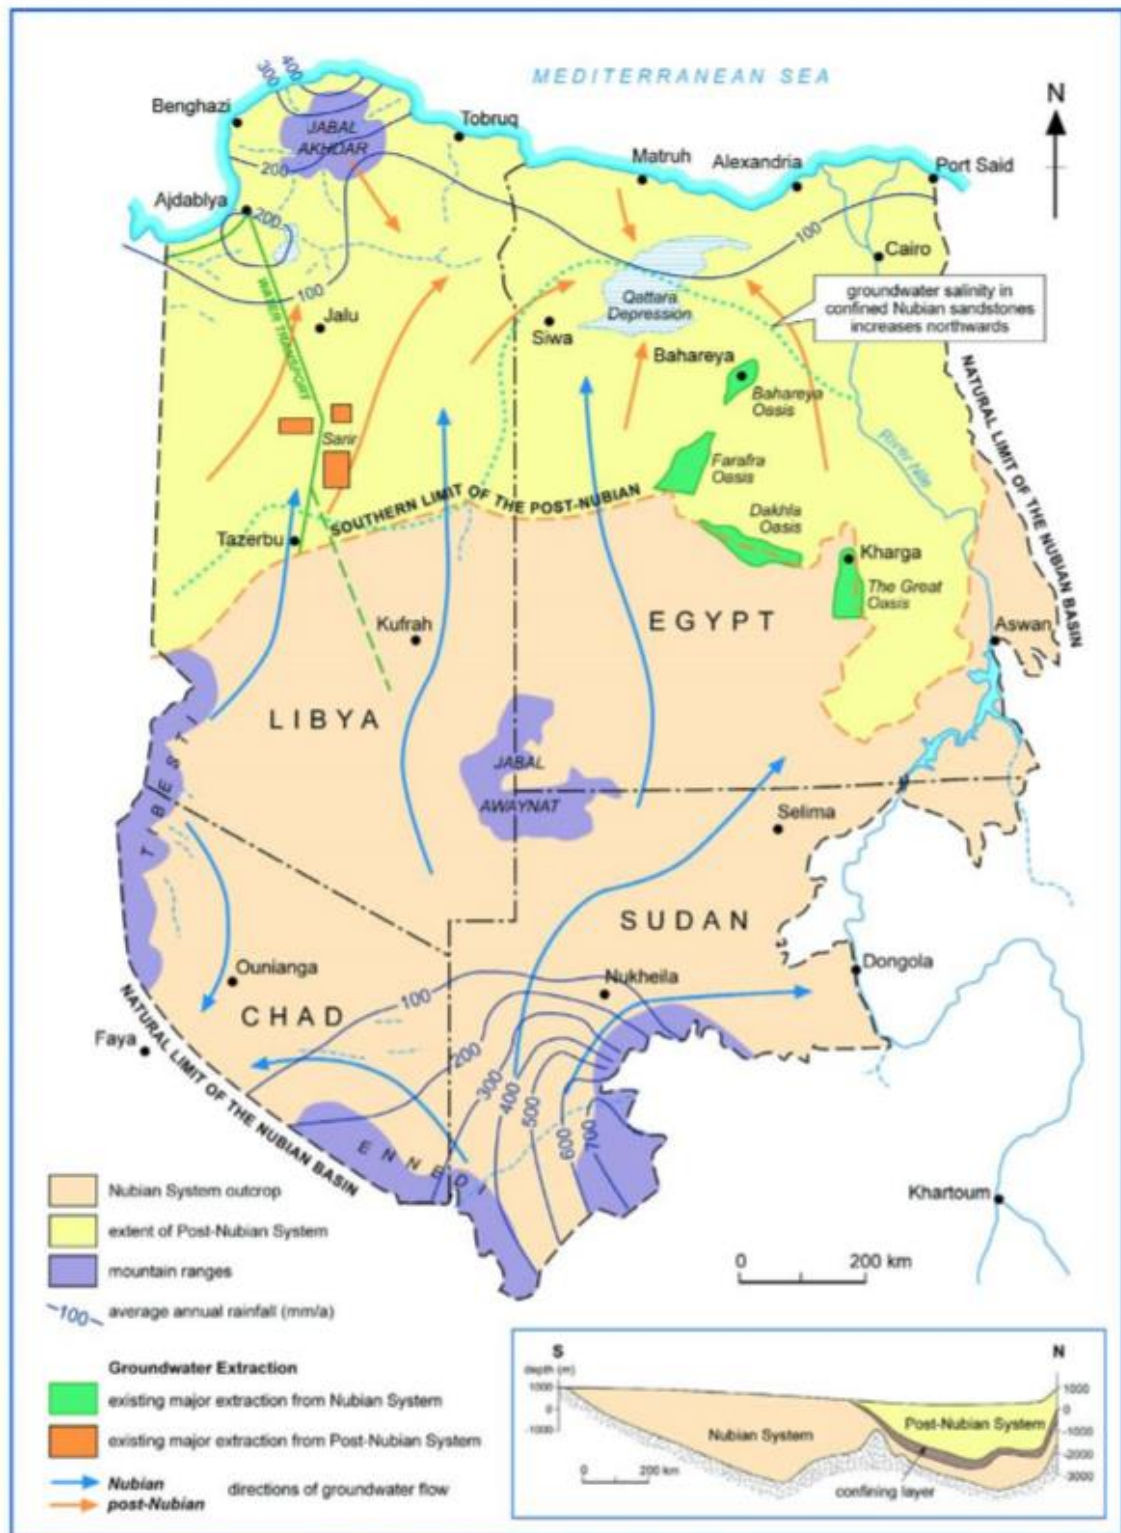 MEDITERRANEAN SEA
N
400
300
Benghazi
JABAL
AKHDAR
Tobruq
200
Matruh
Alexandria
Port Said
Ajdablya
200
100
Cairo
100
WATER TRANSPORT
groundwater salinity in
confined Nubian sandstones
increases northwards
Jalu
Siwa
Qattara
Depression
Bahareya
Bahareya
Oasis
Sarir
NATURAL LIMIT OF THE NUBIAN BASIN
River Nile
Farafra
Oasis
SOUTHERN LIMIT OF THE POST-NUBIAN
Dakhla
Oasis
Tazerbu
Kharga
The Great
Oasis
Kufrah
EGYPT
Aswan
LIBYA
TIBESTI
JABAL
AWAYNAT
Selima
SUDAN
Ounianga
Nukheila
Dongola
100
CHAD
Faya
200
300
400
500
600
700
NATURAL LIMIT OF THE NUBIAN BASIN
ENNEDI
Khartoum
Nubian System outcrop
extent of Post-Nubian System
mountain ranges
100 average annual rainfall (mm/a)
0 200 km
Groundwater Extraction
existing major extraction from Nubian System
existing major extraction from Post-Nubian System
Nubian
post-Nubian
directions of groundwater flow
S N
depth (m)
1000
0
-1000
1000
0
-1000
-2000
-3000
Nubian System
Post-Nubian System
0 200 km
confining layer